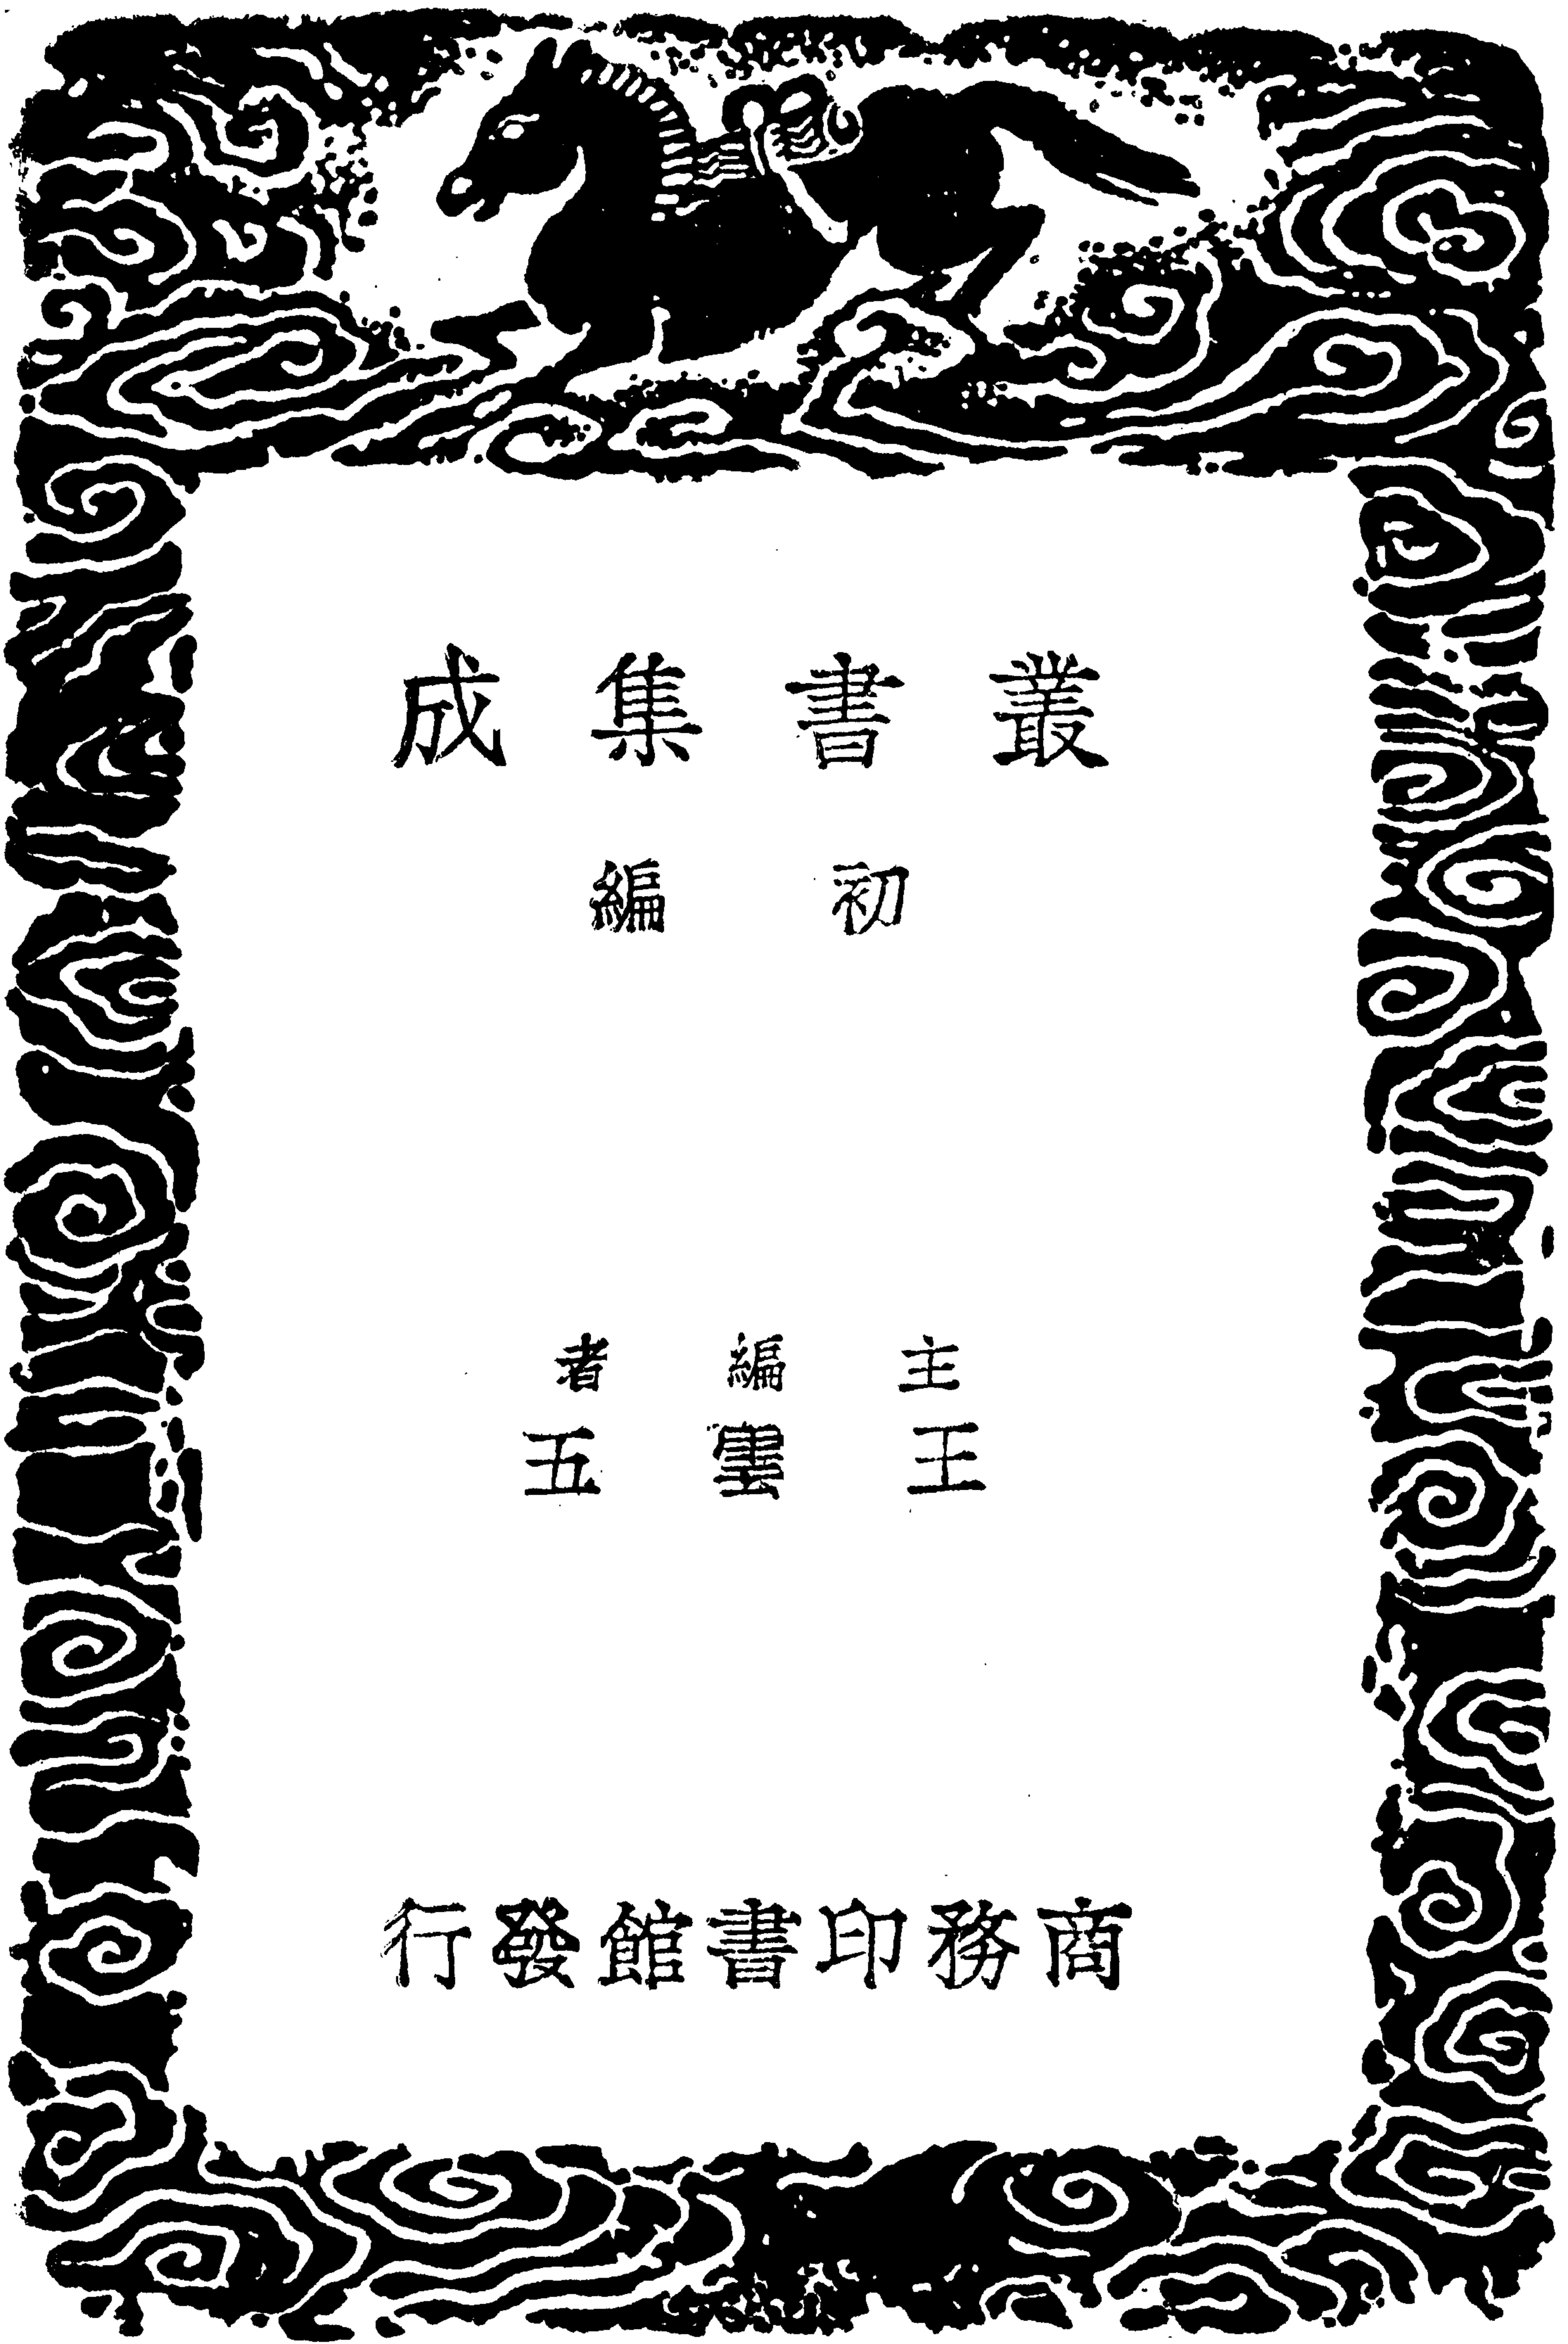 叢書集成
初編
主編者
王雲五
商務印書館發行